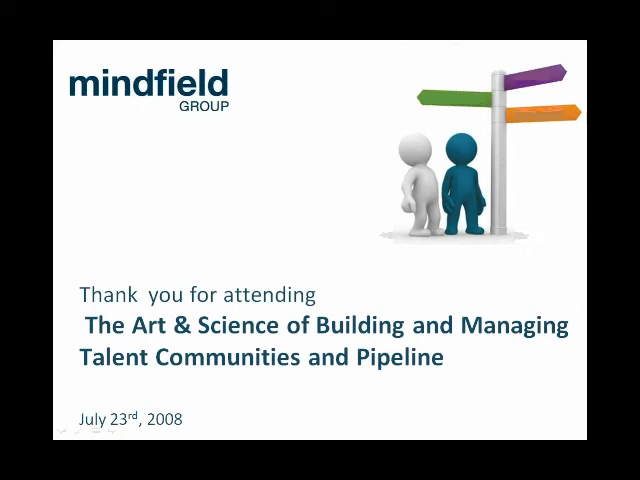 mindfield
GROUP
Thank you for attending
The Art & Science of Building and Managing
Talent Communities and Pipeline
July 23rd, 2008